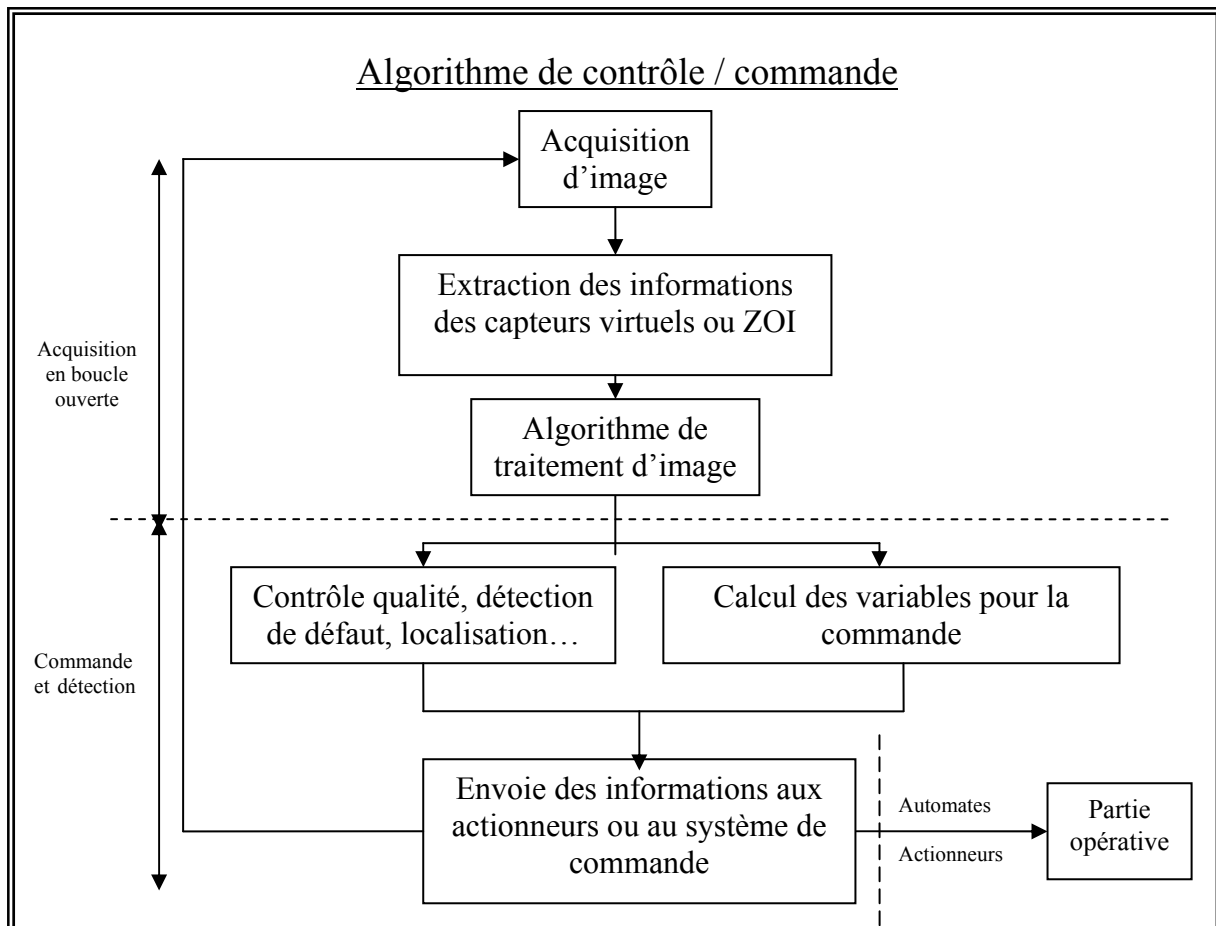 Algorithme de contrôle / commande
Acquisition
d’image
Extraction des informations
des capteurs virtuels ou ZOI
Acquisition
en boucle
ouverte
Algorithme de
traitement d’image
Contrôle qualité, détection
de défaut, localisation…
Calcul des variables pour la
commande
Commande
et détection
Envoie des informations aux
actionneurs ou au système de
commande
Automates
Actionneurs
Partie
opérative